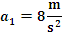 a₁ = 8 m/s²